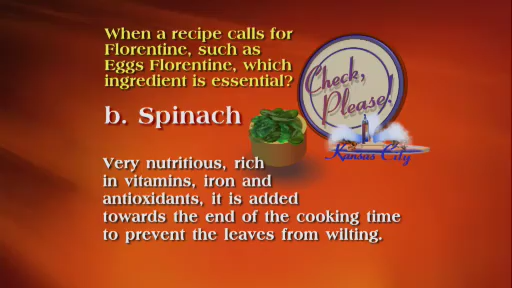 When a recipe calls for
Florentine, such as
Eggs Florentine, which
ingredient is essential?
b. Spinach
Check,
Please!
Kansas City
Very nutritious, rich
in vitamins, iron and
antioxidants, it is added
towards the end of the cooking time
to prevent the leaves from wilting.